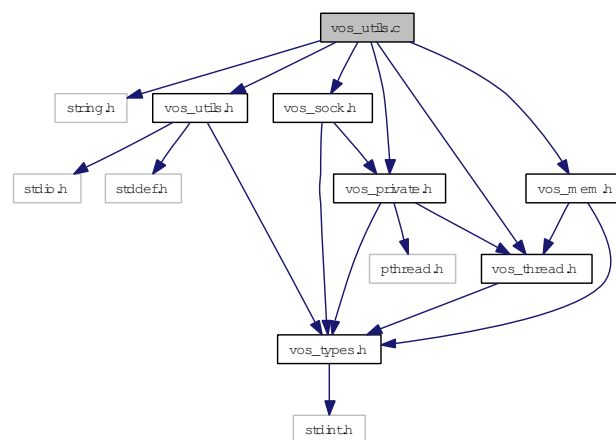 vos_utils.c
string.h
vos_utils.h
vos_sock.h
stdio.h
stddef.h
vos_private.h
vos_mem.h
pthread.h
vos_thread.h
vos_types.h
stdint.h